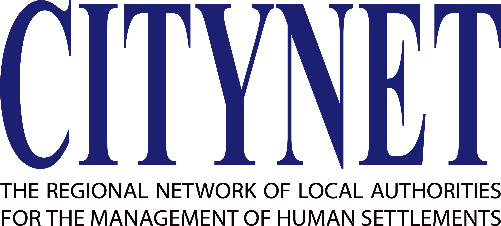 CITYNET
THE REGIONAL NETWORK OF LOCAL AUTHORITIES
FOR THE MANAGEMENT OF HUMAN SETTLEMENTS